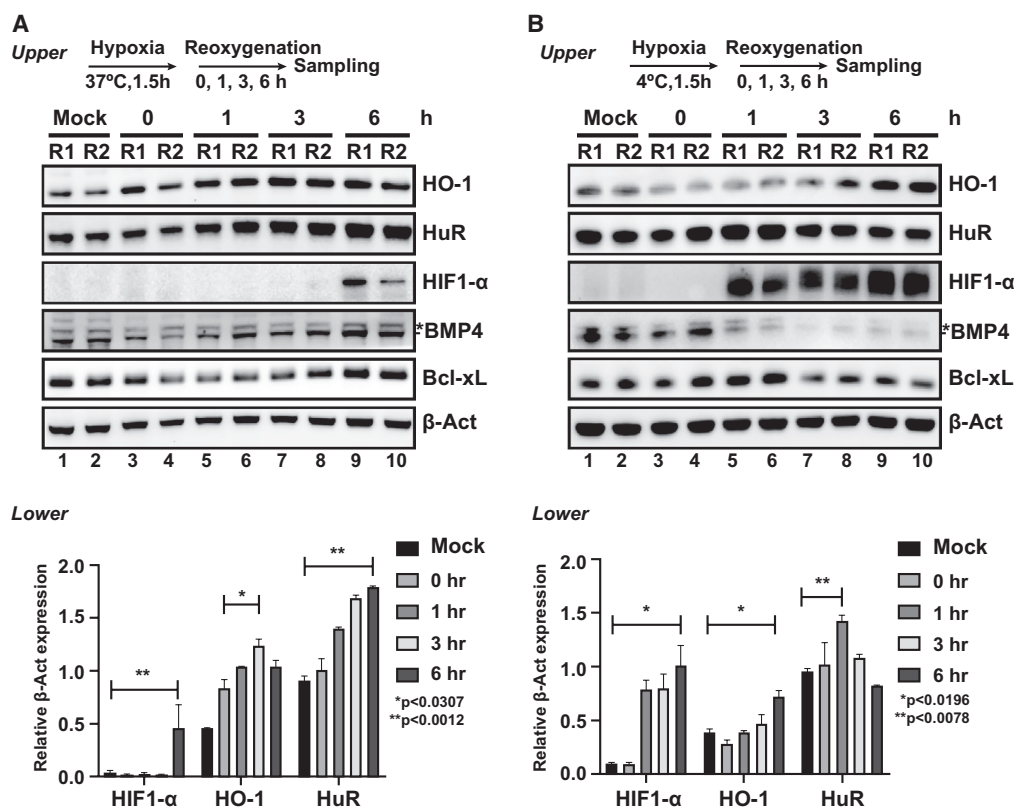 A
Upper
Hypoxia
Reoxygenation
Sampling
37ºC,1.5h
0, 1, 3, 6 h
Mock 0 1 3 6 h
R1 R2 R1 R2 R1 R2 R1 R2 R1 R2
HO-1
HuR
HIF1-α
*BMP4
Bcl-xL
β-Act
1 2 3 4 5 6 7 8 9 10
Lower
Relative β-Act expression
2.0
1.5
1.0
0.5
0.0
**
*
**
HIF1-α HO-1 HuR
Mock
0 hr
1 hr
3 hr
6 hr
*p<0.0307
**p<0.0012
B
Upper
Hypoxia
Reoxygenation
Sampling
4ºC,1.5h
0, 1, 3, 6 h
Mock 0 1 3 6 h
R1 R2 R1 R2 R1 R2 R1 R2 R1 R2
HO-1
HuR
HIF1-α
*BMP4
Bcl-xL
β-Act
1 2 3 4 5 6 7 8 9 10
Lower
Relative β-Act expression
2.0
1.5
1.0
0.5
0.0
*
*
**
HIF1-α HO-1 HuR
Mock
0 hr
1 hr
3 hr
6 hr
*p<0.0196
**p<0.0078